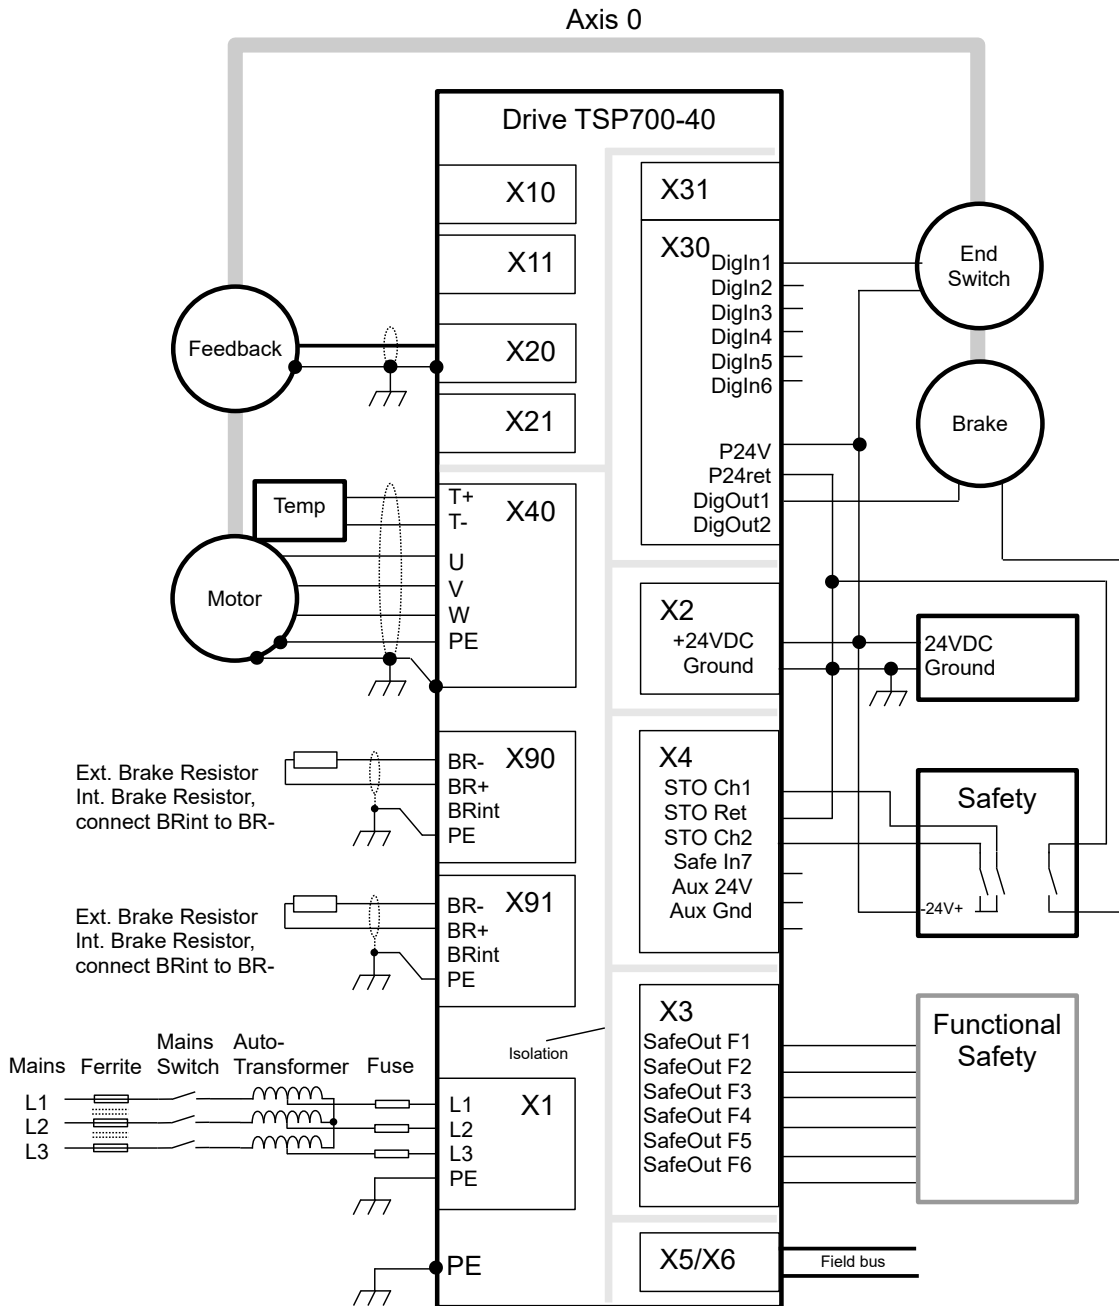 Axis 0
Drive TSP700-40
X10
X11
X20
X21
Feedback
Temp
Motor
X40
T+
T-
U
V
W
PE
X31
X30
DigIn1
DigIn2
DigIn3
DigIn4
DigIn5
DigIn6
P24V
P24ret
DigOut1
DigOut2
End
Switch
Brake
X2
+24VDC
Ground
24VDC
Ground
Ext. Brake Resistor
Int. Brake Resistor,
connect BRint to BR-
X90
BR-
BR+
BRint
PE
X4
STO Ch1
STO Ret
STO Ch2
Safe In7
Aux 24V
Aux Gnd
Safety
-24V+
Ext. Brake Resistor
Int. Brake Resistor,
connect BRint to BR-
X91
BR-
BR+
BRint
PE
Isolation
X3
SafeOut F1
SafeOut F2
SafeOut F3
SafeOut F4
SafeOut F5
SafeOut F6
Functional
Safety
Mains
Ferrite
Mains
Switch
Auto-
Transformer
Fuse
L1
L2
L3
X1
L1
L2
L3
PE
PE
X5/X6
Field bus